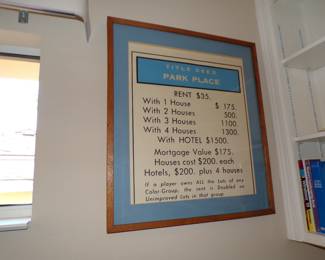 TITLE DEED
PARK PLACE
RENT $35.
With 1 House $ 175.
With 2 Houses 500.
With 3 Houses 1100.
With 4 Houses 1300.
With HOTEL $1500.
Mortgage Value $175.
Houses cost $200. each
Hotels, $200. plus 4 houses
If a player owns ALL the Lots of any
Color-Group, the rent is Doubled on
Unimproved Lots in that group.